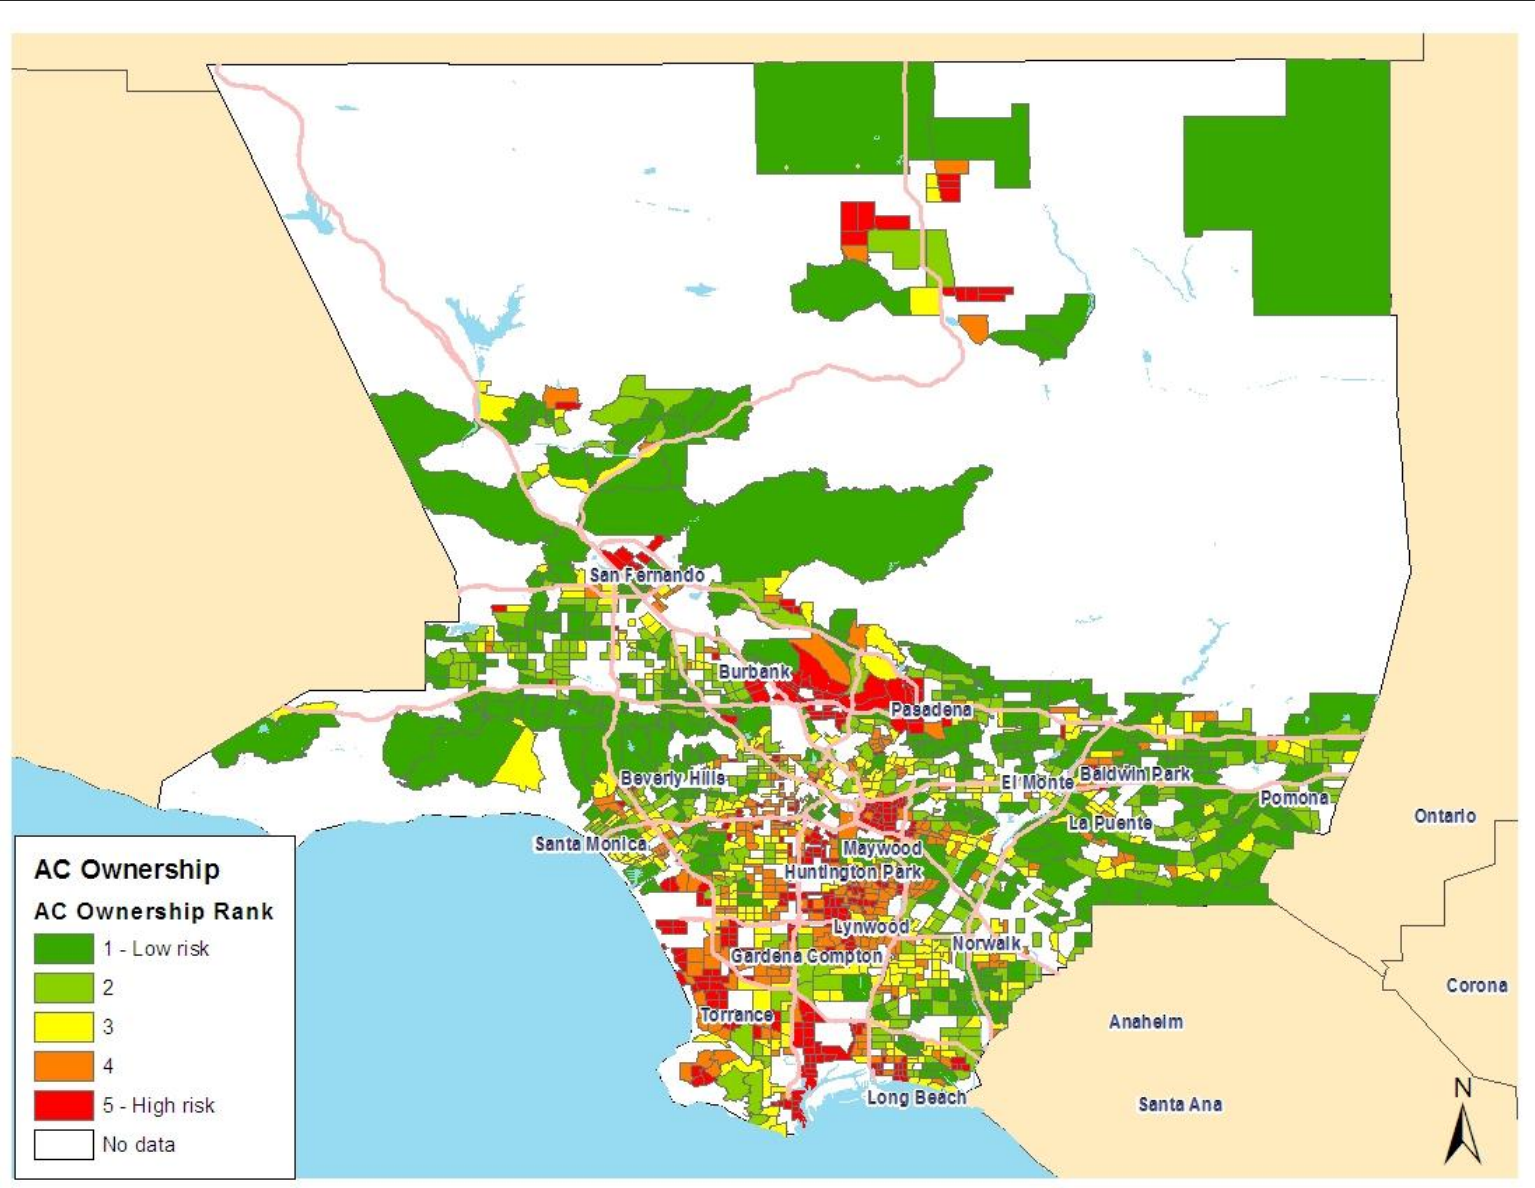 San Fernando
Burbank
Pasadena
Beverly Hills
El Monte
Baldwin Park
Pomona
La Puente
Ontario
Santa Monica
Maywood
Huntington Park
Lynwood
Norwalk
Gardena Compton
Corona
Torrance
Anaheim
Long Beach
Santa Ana
N
AC Ownership
AC Ownership Rank
1 - Low risk
2
3
4
5 - High risk
No data